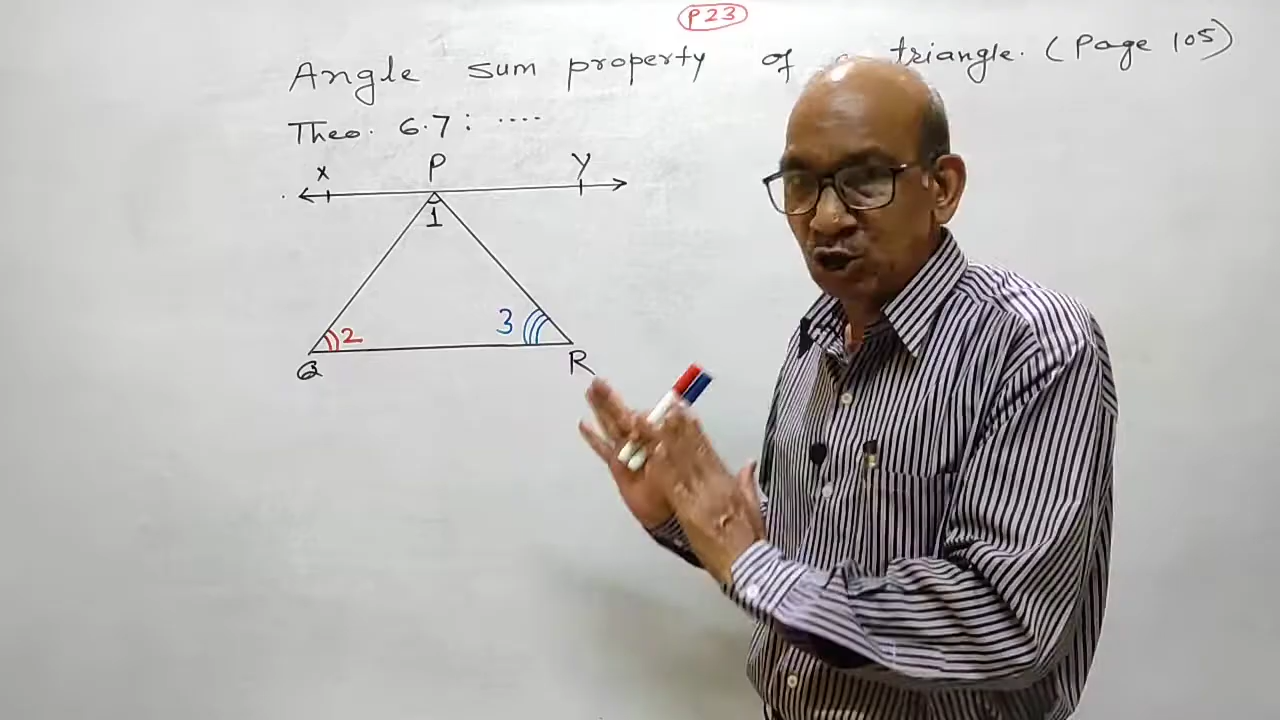 P23
Angle sum property of triangle. (Page 105)
Theo. 6.7: ....
x P Y
1
2 3
Q R